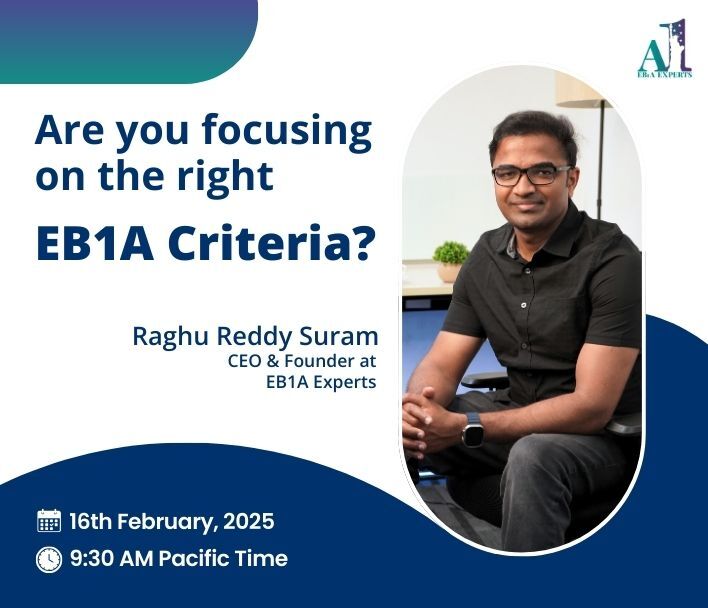 A1
EB1A EXPERTS
Are you focusing
on the right
EB1A Criteria?
Raghu Reddy Suram
CEO & Founder at
EB1A Experts
16th February, 2025
9:30 AM Pacific Time